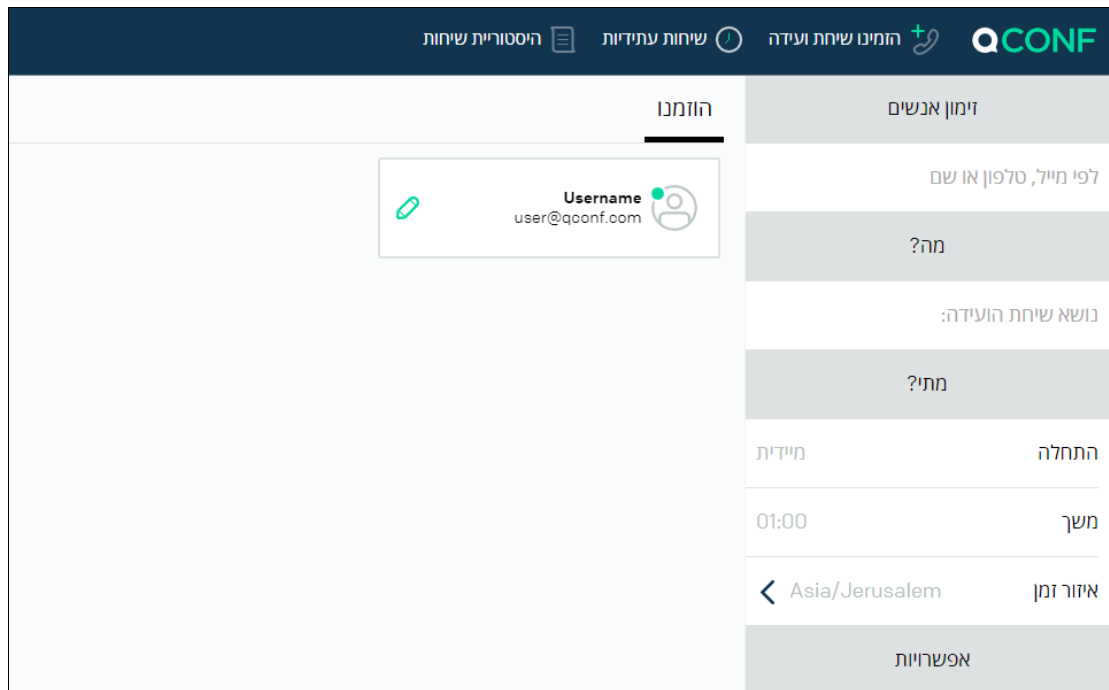 QCONF
הזמינו שיחת ועידה
שיחות עתידיות
היסטוריית שיחות
זימון אנשים
לפי מייל, טלפון או שם
מה?
נושא שיחת הועידה:
מתי?
התחלה מיידית
משך 01:00
איזור זמן Asia/Jerusalem
אפשרויות
הוזמנו
Username
user@qconf.com